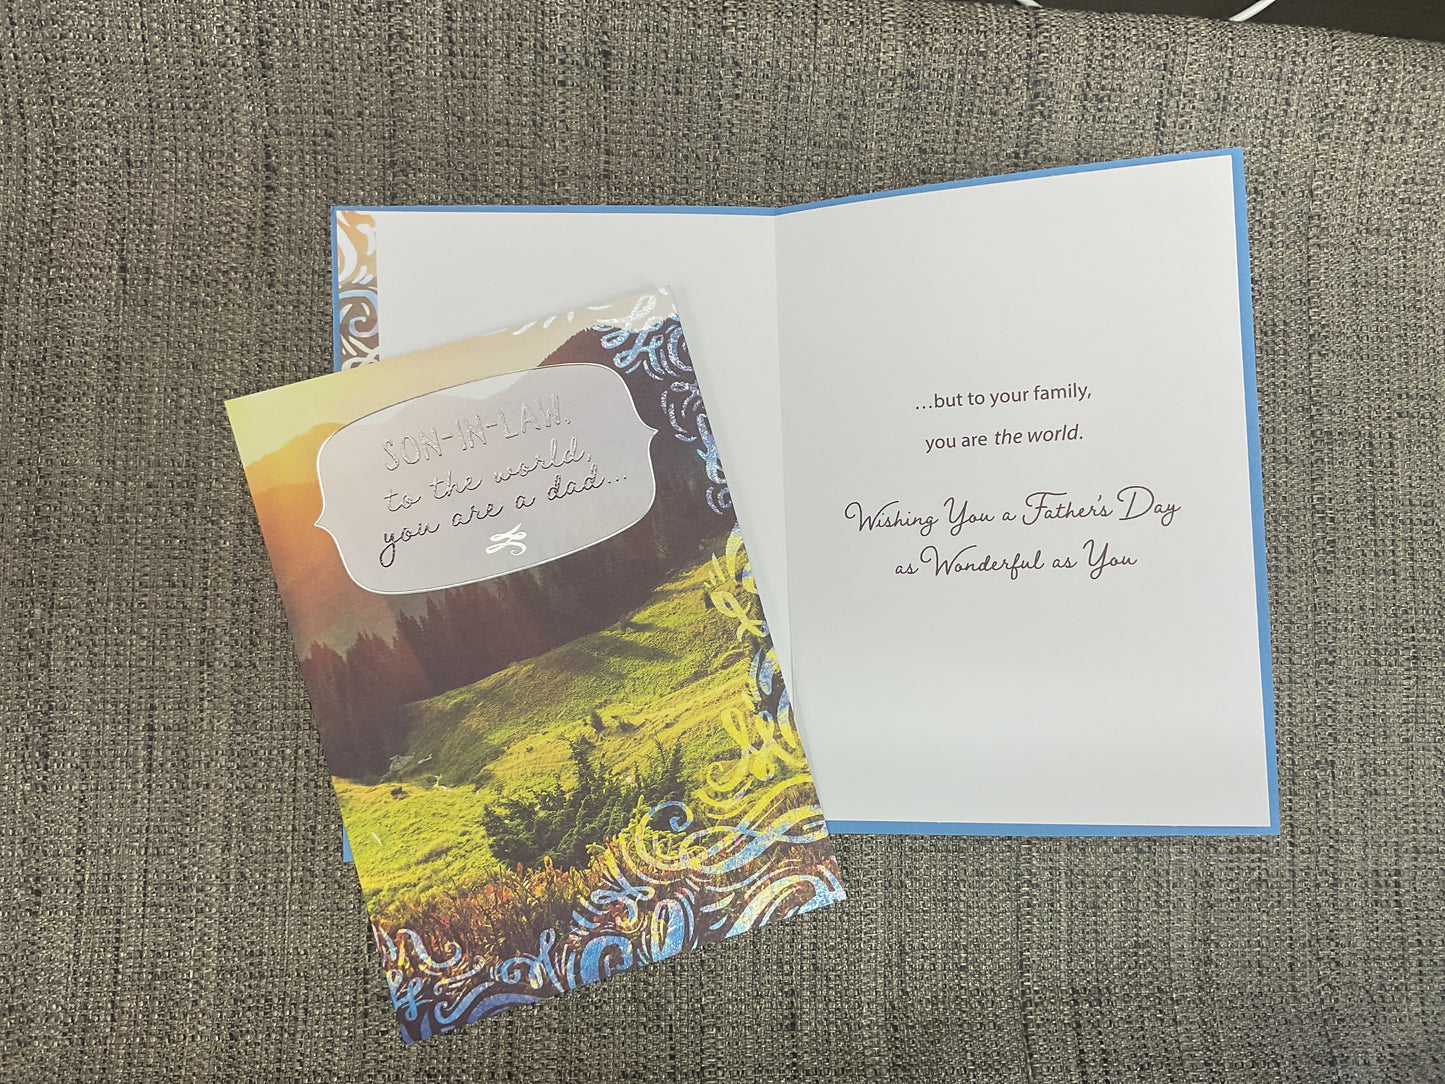 SON-IN-LAW,
to the world,
you are a dad...
...but to your family,
you are the world.
Wishing You a Father's Day
as Wonderful as You